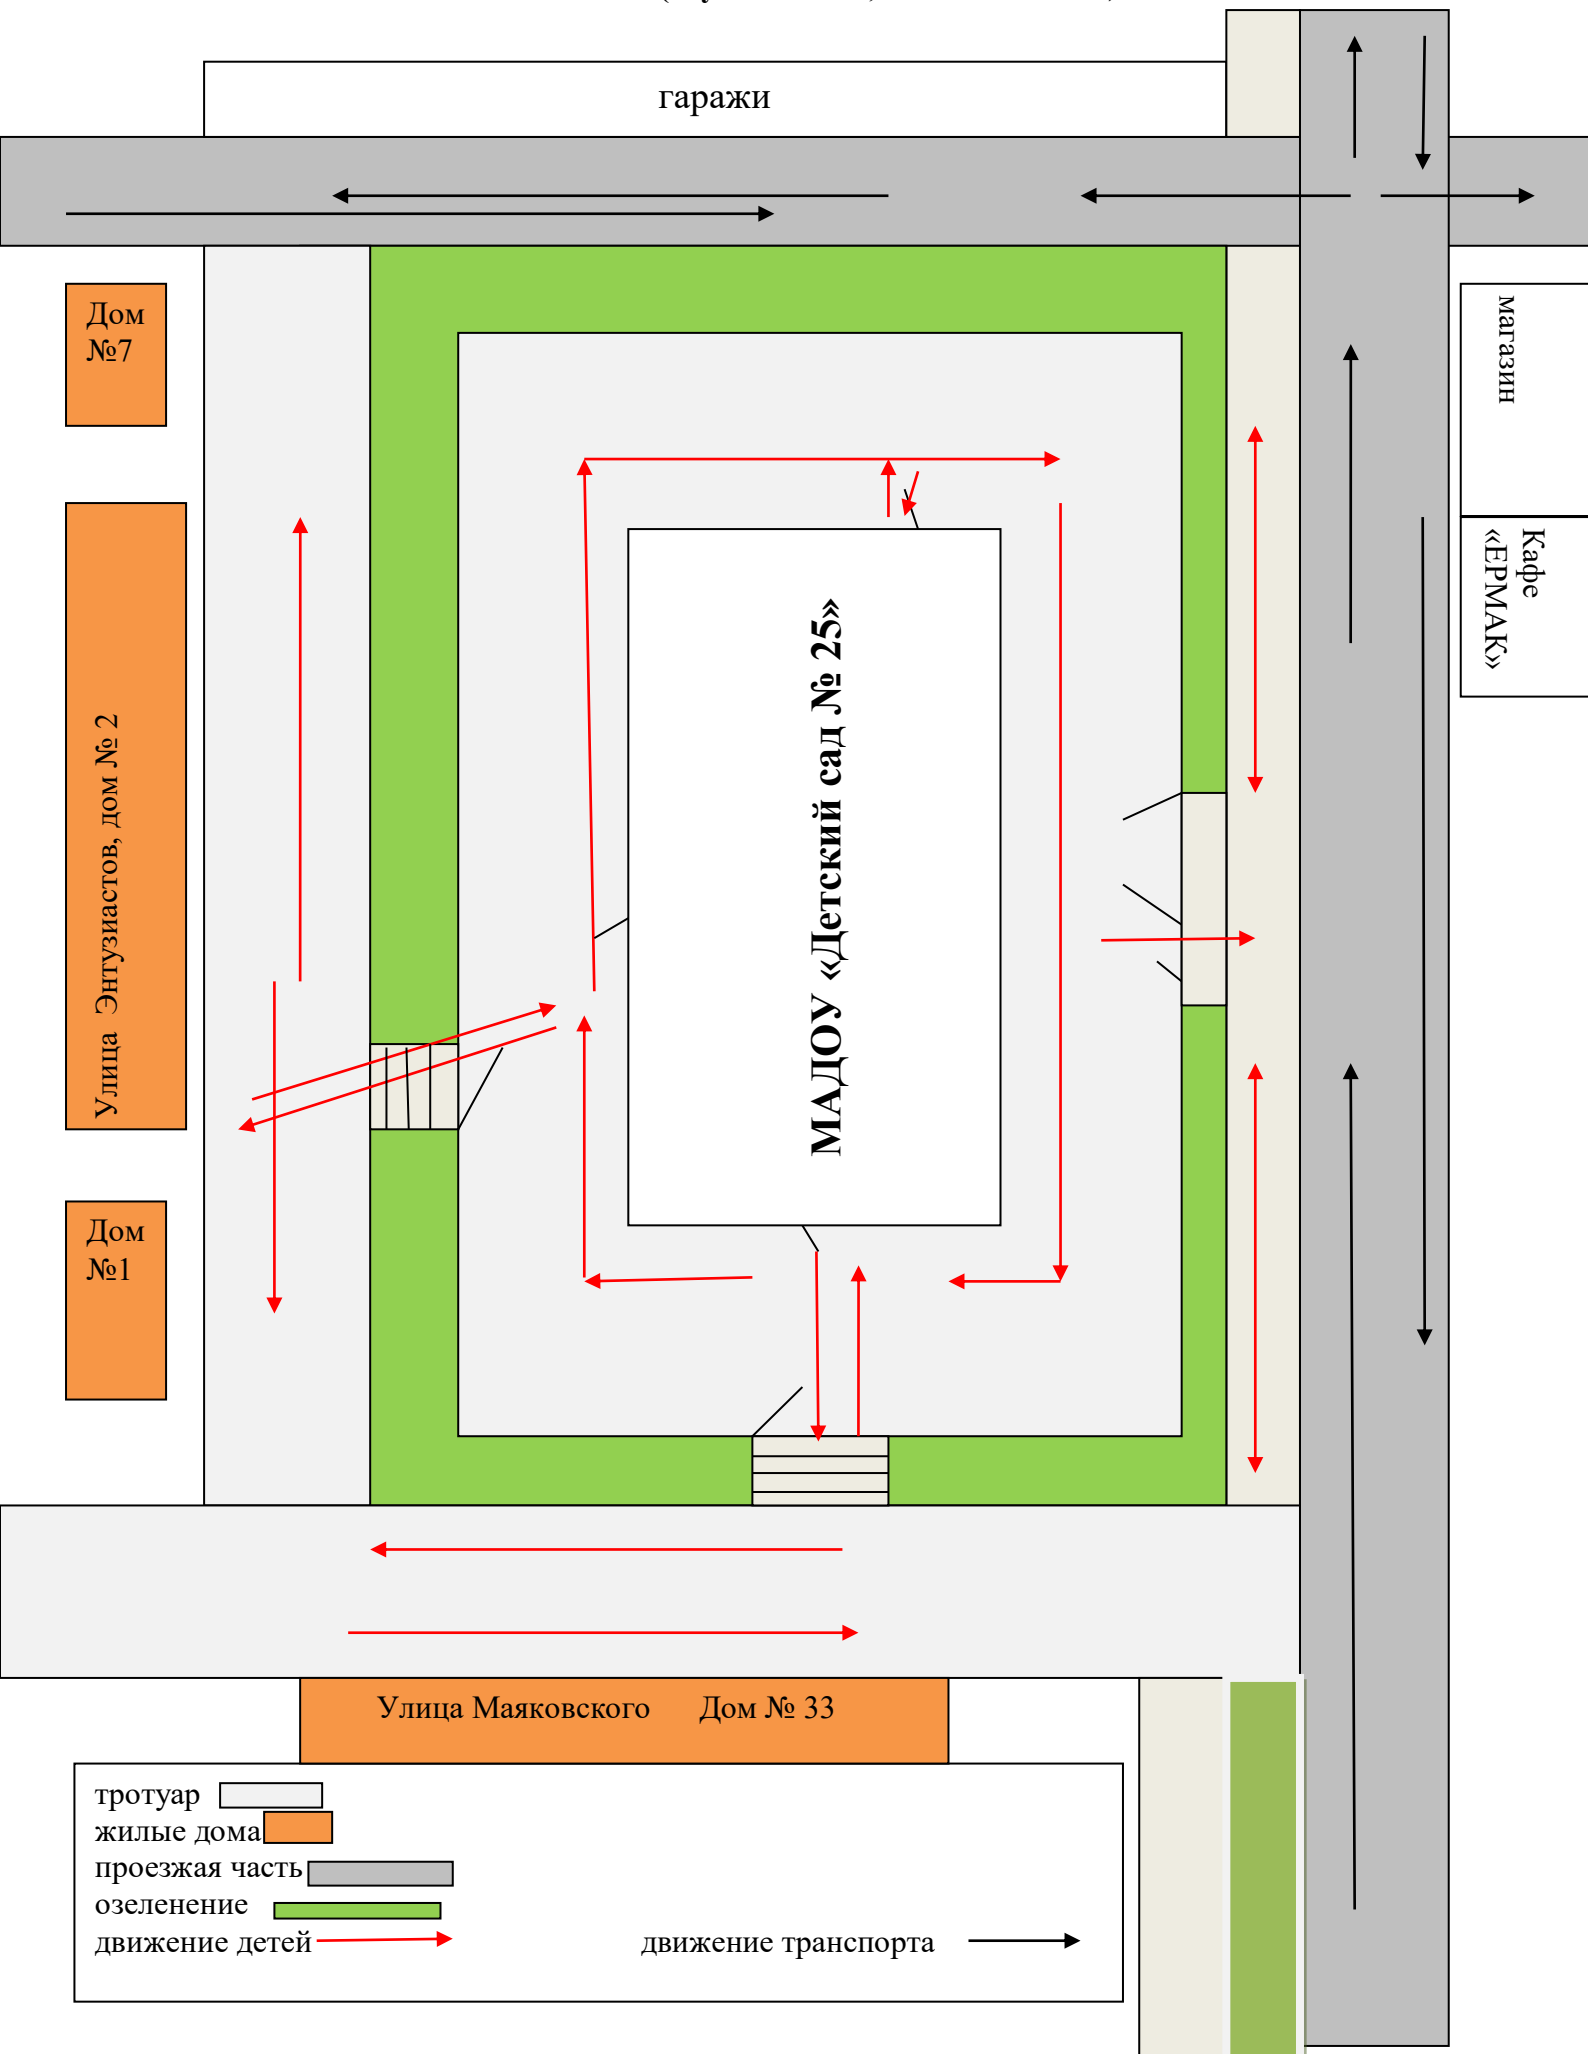 гаражи
Дом
№7
магазин
Кафе
«ЕРМАК»
Улица Энтузиастов, дом № 2
МАДОУ «Детский сад № 25»
Дом
№1
Улица Маяковского Дом № 33
тротуар
жилые дома
проезжая часть
озеленение
движение детей движение транспорта